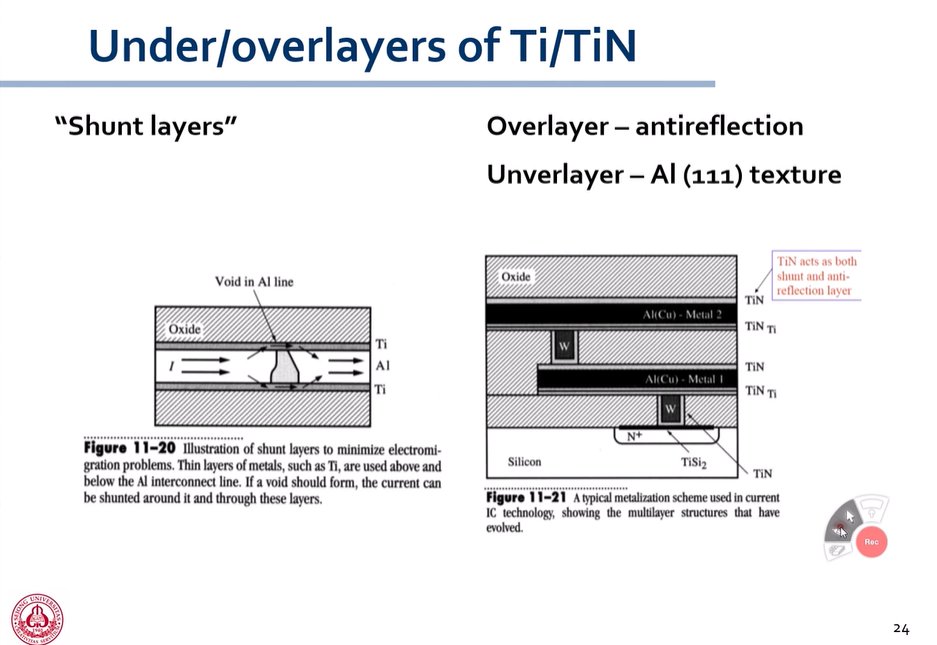 Under/overlayers of Ti/TiN
“Shunt layers”
Overlayer – antireflection
Unverlayer – Al (111) texture
Void in Al line
Oxide
Ti
I
Al
Ti
Figure 11–20 Illustration of shunt layers to minimize electromi-
gration problems. Thin layers of metals, such as Ti, are used above and
below the Al interconnect line. If a void should form, the current can
be shunted around it and through these layers.
TiN acts as both
shunt and anti-
reflection layer
Oxide
TiN
Al(Cu) - Metal 2
TiN Ti
W
TiN
Al(Cu) - Metal 1
TiN Ti
W
N+
Silicon
TiSi2
TiN
Figure 11–21 A typical metalization scheme used in current
IC technology, showing the multilayer structures that have
evolved.
Rec
SEJONG UNIVERSITY
24